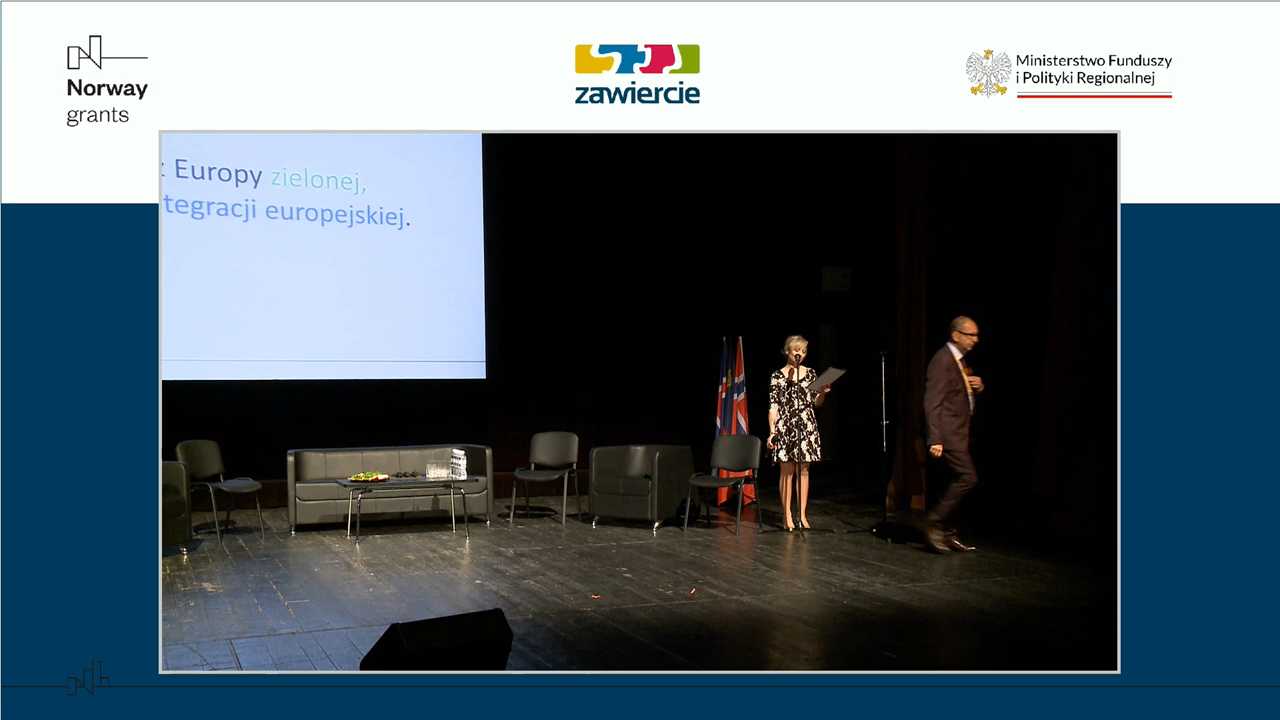 Norway
grants
zawiercie
Ministerstwo Funduszy
i Polityki Regionalnej
Europy zielonej,
tegracji europejskiej.